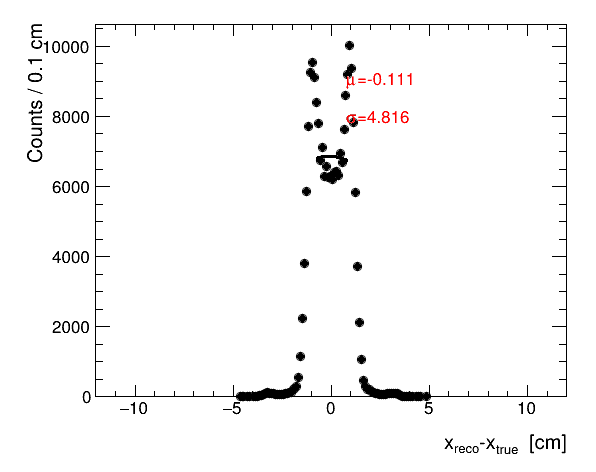 Counts / 0.1 cm
10000
8000
6000
4000
2000
0
μ=-0.111
σ=4.816
−10 −5 0 5 10
x_reco-x_true [cm]